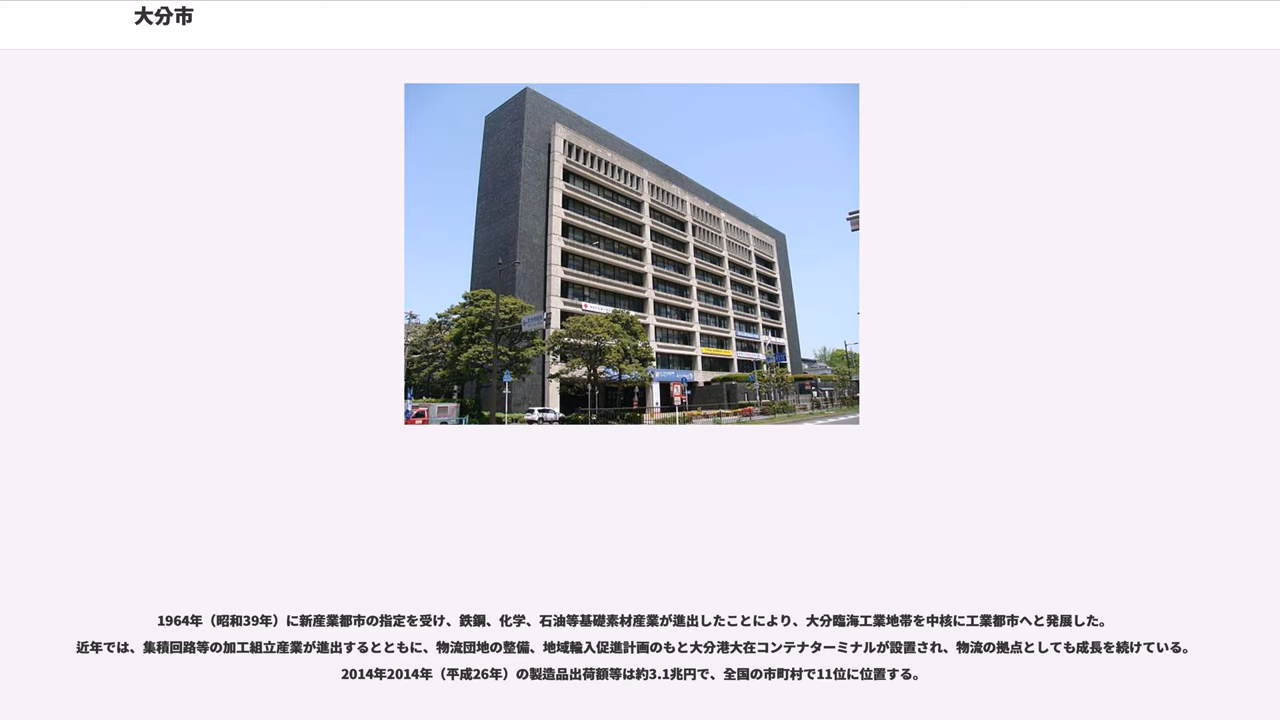 大分市
1964年（昭和39年）に新産業都市の指定を受け、鉄鋼、化学、石油等基礎素材産業が進出したことにより、大分臨海工業地帯を中核に工業都市へと発展した。
近年では、集積回路等の加工組立産業が進出するとともに、物流団地の整備、地域輸入促進計画のもと大分港大在コンテナターミナルが設置され、物流の拠点としても成長を続けている。
2014年2014年（平成26年）の製造品出荷額等は約3.1兆円で、全国の市町村で11位に位置する。